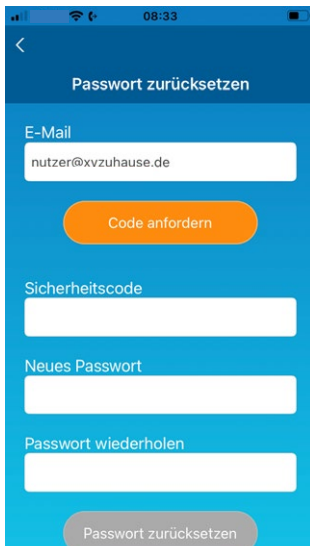 08:33
Passwort zurücksetzen
E-Mail
nutzer@xvzuhause.de
Code anfordern
Sicherheitscode
Neues Passwort
Passwort wiederholen
Passwort zurücksetzen